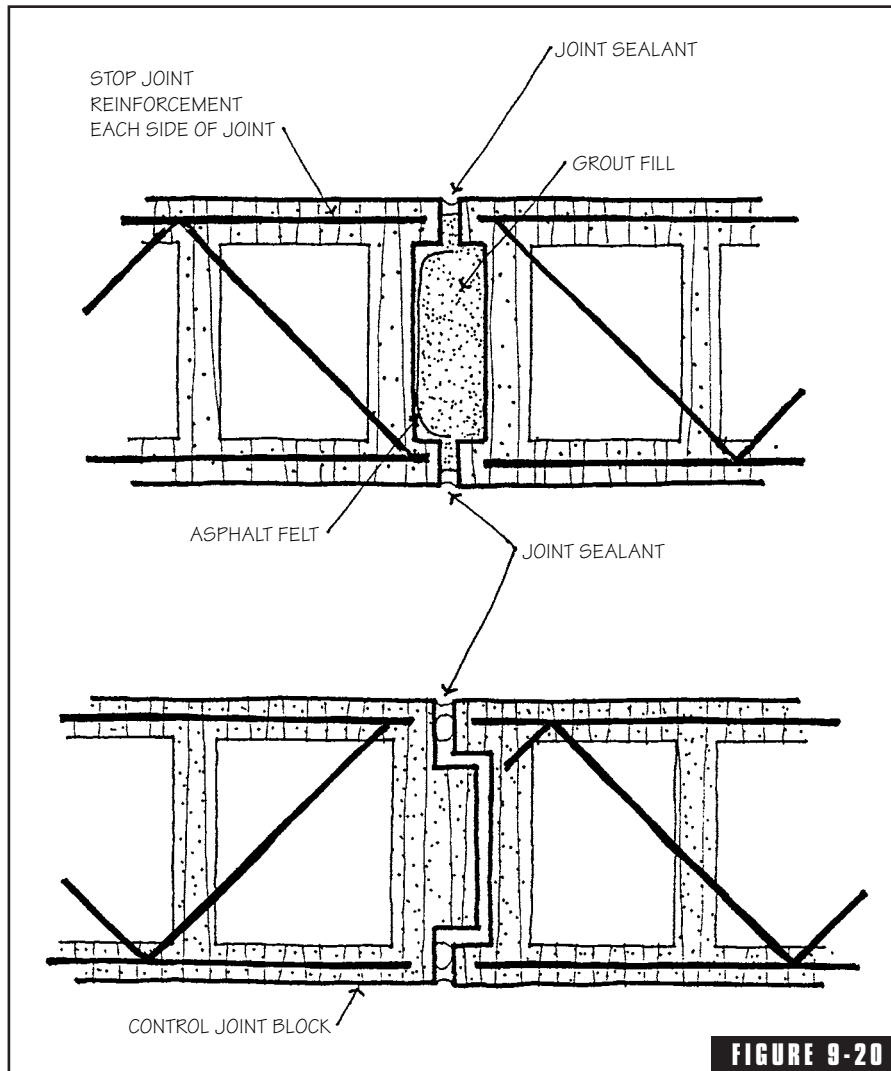 JOINT SEALANT
STOP JOINT
REINFORCEMENT
EACH SIDE OF JOINT
GROUT FILL
ASPHALT FELT
JOINT SEALANT
CONTROL JOINT BLOCK
FIGURE 9-20